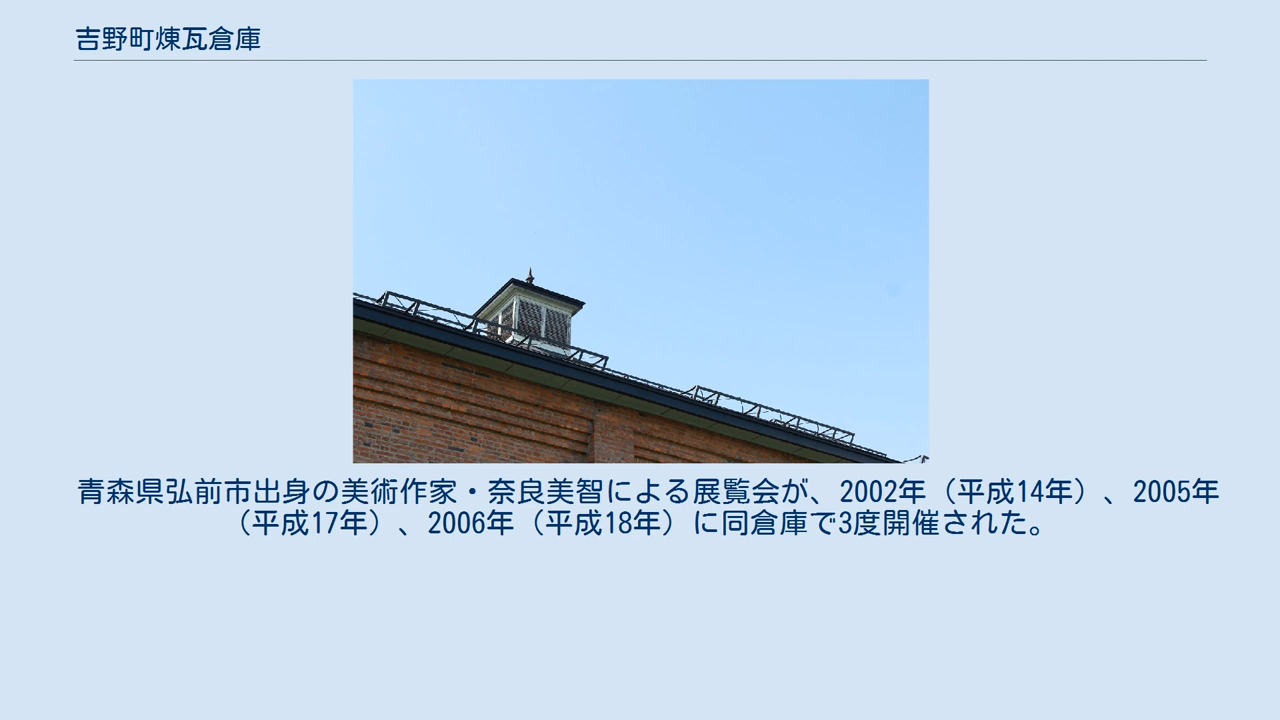 吉野町煉瓦倉庫
青森県弘前市出身の美術作家・奈良美智による展覧会が、2002年（平成14年）、2005年
（平成17年）、2006年（平成18年）に同倉庫で3度開催された。